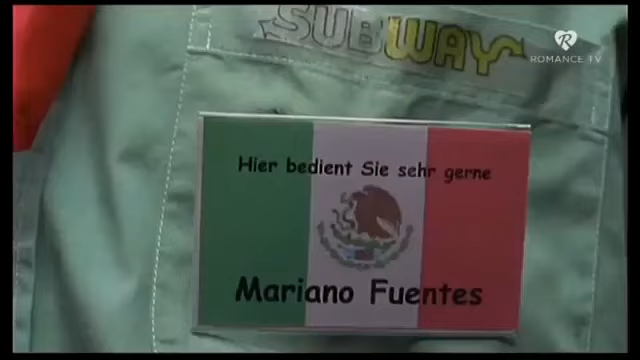 SUBWAY
R
ROMANCE TV
Hier bedient Sie sehr gerne
Mariano Fuentes